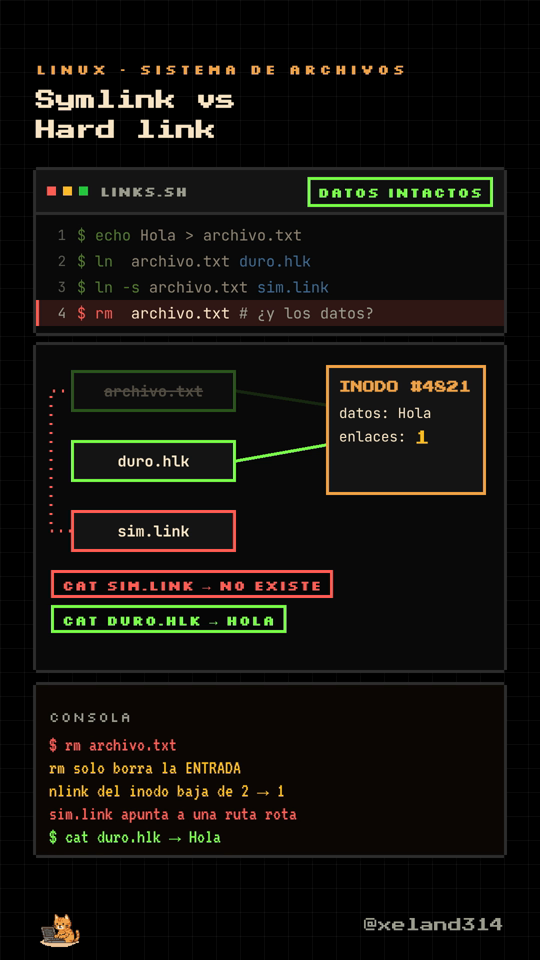 LINUX - SISTEMA DE ARCHIVOS
Symlink vs
Hard link
LINKS.SH
DATOS INTACTOS
1 $ echo Hola > archivo.txt
2 $ ln  archivo.txt duro.hlk
3 $ ln -s archivo.txt sim.link
4 $ rm  archivo.txt # ¿y los datos?
archivo.txt
INODO #4821
datos: Hola
enlaces: 1
duro.hlk
sim.link
CAT SIM.LINK → NO EXISTE
CAT DURO.HLK → HOLA
CONSOLA
$ rm archivo.txt
rm solo borra la ENTRADA
nlink del inodo baja de 2 → 1
sim.link apunta a una ruta rota
$ cat duro.hlk → Hola
@xeland314